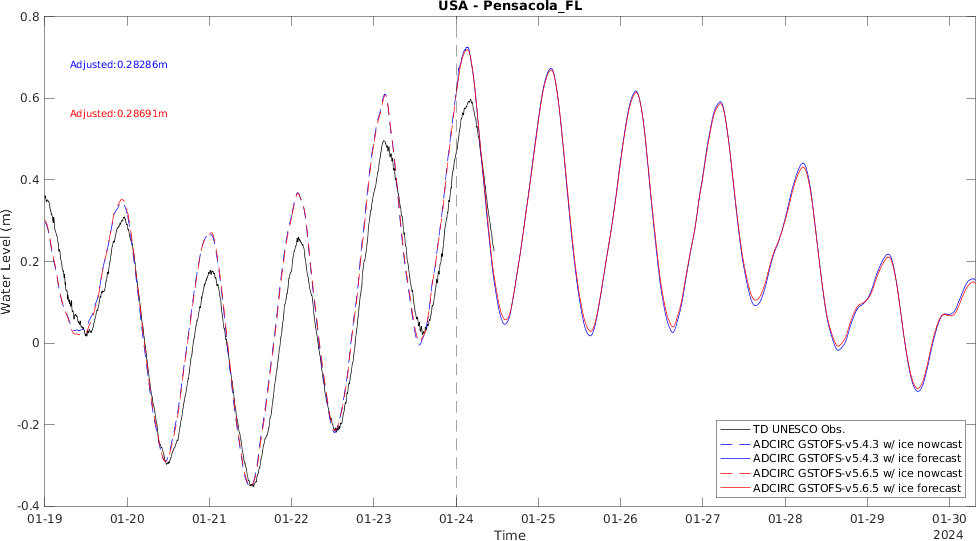 USA - Pensacola_FL
0.8
0.6
0.4
0.2
0
-0.2
-0.4
Water Level (m)
Adjusted:0.28286m
Adjusted:0.28691m
TD UNESCO Obs.
ADCIRC GSTOFS-v5.4.3 w/ ice nowcast
ADCIRC GSTOFS-v5.4.3 w/ ice forecast
ADCIRC GSTOFS-v5.6.5 w/ ice nowcast
ADCIRC GSTOFS-v5.6.5 w/ ice forecast
01-19 01-20 01-21 01-22 01-23 01-24 01-25 01-26 01-27 01-28 01-29 01-30
Time
2024